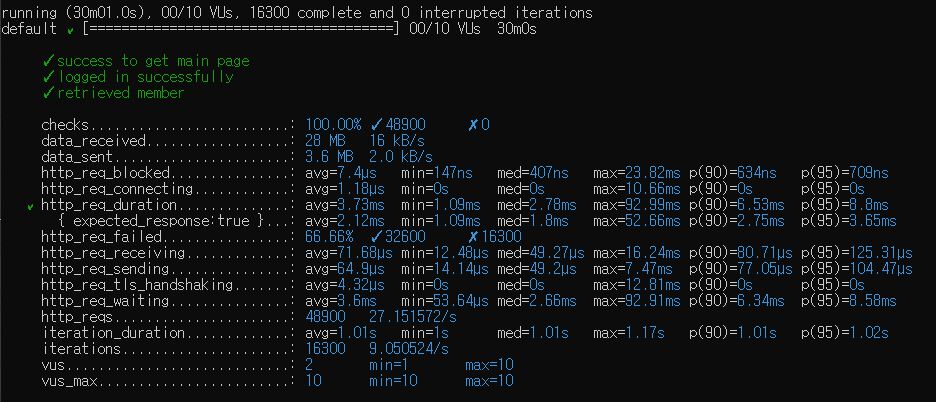 running (30m01.0s), 00/10 VUs, 16300 complete and 0 interrupted iterations
default ✓ [======================================] 00/10 VUs  30m0s

✓ success to get main page
✓ logged in successfully
✓ retrieved member

checks.........................: 100.00% ✓ 48900 ✗ 0
data_received..................: 28 MB 16 kB/s
data_sent......................: 3.6 MB 2.0 kB/s
http_req_blocked...............: avg=7.4µs min=147ns med=407ns max=23.82ms p(90)=634ns p(95)=709ns
http_req_connecting............: avg=1.18µs min=0s med=0s max=10.66ms p(90)=0s p(95)=0s
✓ http_req_duration..............: avg=3.73ms min=1.09ms med=2.78ms max=92.99ms p(90)=6.53ms p(95)=8.8ms
{ expected_response:true }...: avg=2.12ms min=1.09ms med=1.8ms max=52.66ms p(90)=2.75ms p(95)=3.65ms
http_req_failed................: 66.66% ✓ 32600 ✗ 16300
http_req_receiving.............: avg=71.68µs min=12.48µs med=49.27µs max=16.24ms p(90)=80.71µs p(95)=125.31µs
http_req_sending...............: avg=64.9µs min=14.14µs med=49.2µs max=7.47ms p(90)=77.05µs p(95)=104.47µs
http_req_tls_handshaking.......: avg=4.32µs min=0s med=0s max=12.81ms p(90)=0s p(95)=0s
http_req_waiting...............: avg=3.6ms min=53.64µs med=2.66ms max=92.91ms p(90)=6.34ms p(95)=8.58ms
http_reqs......................: 48900 27.151572/s
iteration_duration.............: avg=1.01s min=1s med=1.01s max=1.17s p(90)=1.01s p(95)=1.02s
iterations.....................: 16300 9.050524/s
vus............................: 2 min=1 max=10
vus_max........................: 10 min=10 max=10